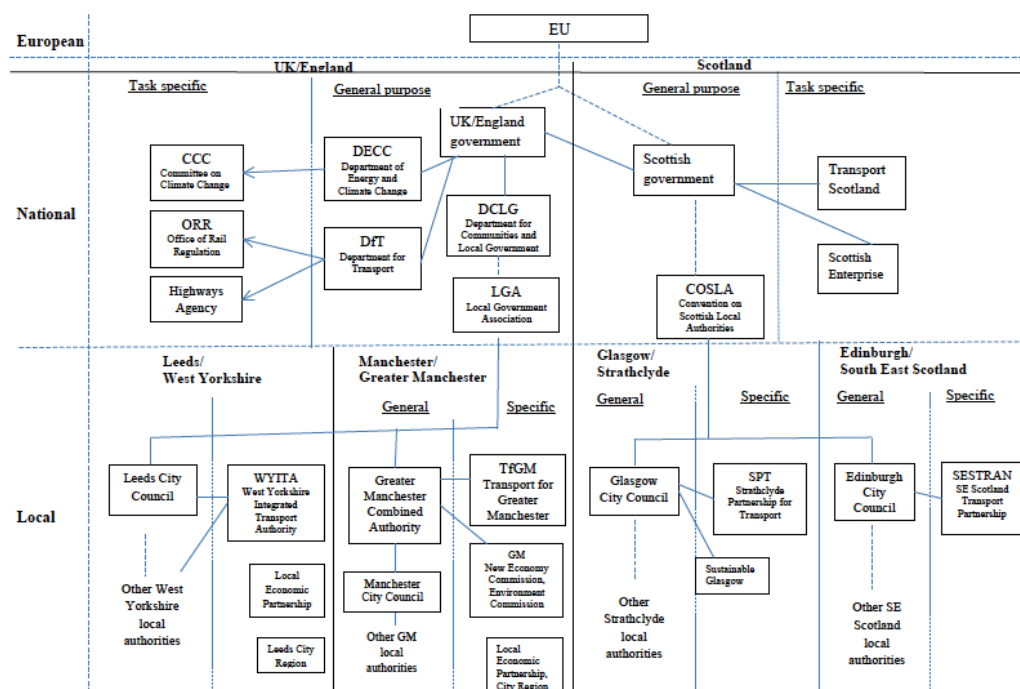 European
EU
UK/England
Scotland
Task specific
General purpose
General purpose
Task specific
National
UK/England
government
CCC
Committee on
Climate Change
DECC
Department of
Energy and
Climate Change
Scottish
government
Transport
Scotland
ORR
Office of Rail
Regulation
DfT
Department for
Transport
DCLG
Department for
Communities and
Local Government
Scottish
Enterprise
Highways
Agency
LGA
Local Government
Association
COSLA
Convention on
Scottish Local
Authorities
Local
Leeds/
West Yorkshire
Manchester/
Greater Manchester
Glasgow/
Strathclyde
Edinburgh/
South East Scotland
General
Specific
General
Specific
General
Specific
Leeds City
Council
WYITA
West Yorkshire
Integrated
Transport
Authority
Greater
Manchester
Combined
Authority
TfGM
Transport for
Greater
Manchester
Glasgow
City Council
SPT
Strathclyde
Partnership for
Transport
Edinburgh
City
Council
SESTRAN
SE Scotland
Transport
Partnership
Other West
Yorkshire
local
authorities
Local
Economic
Partnership
Leeds City
Region
Manchester
City Council
Other GM
local
authorities
GM
New Economy
Commission,
Environment
Commission
Local
Economic
Partnership,
City Region
Sustainable
Glasgow
Other
Strathclyde
local
authorities
Other SE
Scotland
local
authorities